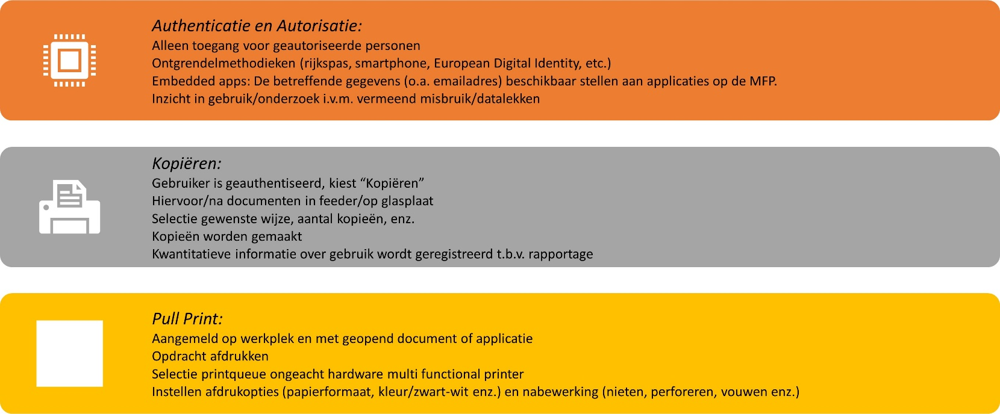 Authenticatie en Autorisatie:
Alleen toegang voor geautoriseerde personen
Ontgrendelmethodieken (rijkspas, smartphone, European Digital Identity, etc.)
Embedded apps: De betreffende gegevens (o.a. emailadres) beschikbaar stellen aan applicaties op de MFP.
Inzicht in gebruik/onderzoek i.v.m. vermeend misbruik/datalekken
Kopiëren:
Gebruiker is geauthentiseerd, kiest “Kopiëren”
Hiervoor/na documenten in feeder/op glasplaat
Selectie gewenste wijze, aantal kopieën, enz.
Kopieën worden gemaakt
Kwantitatieve informatie over gebruik wordt geregistreerd t.b.v. rapportage
Pull Print:
Aangemeld op werkplek en met geopend document of applicatie
Opdracht afdrukken
Selectie printqueue ongeacht hardware multi functional printer
Instellen afdrukopties (papierformaat, kleur/zwart-wit enz.) en nabewerking (nieten, perforeren, vouwen enz.)